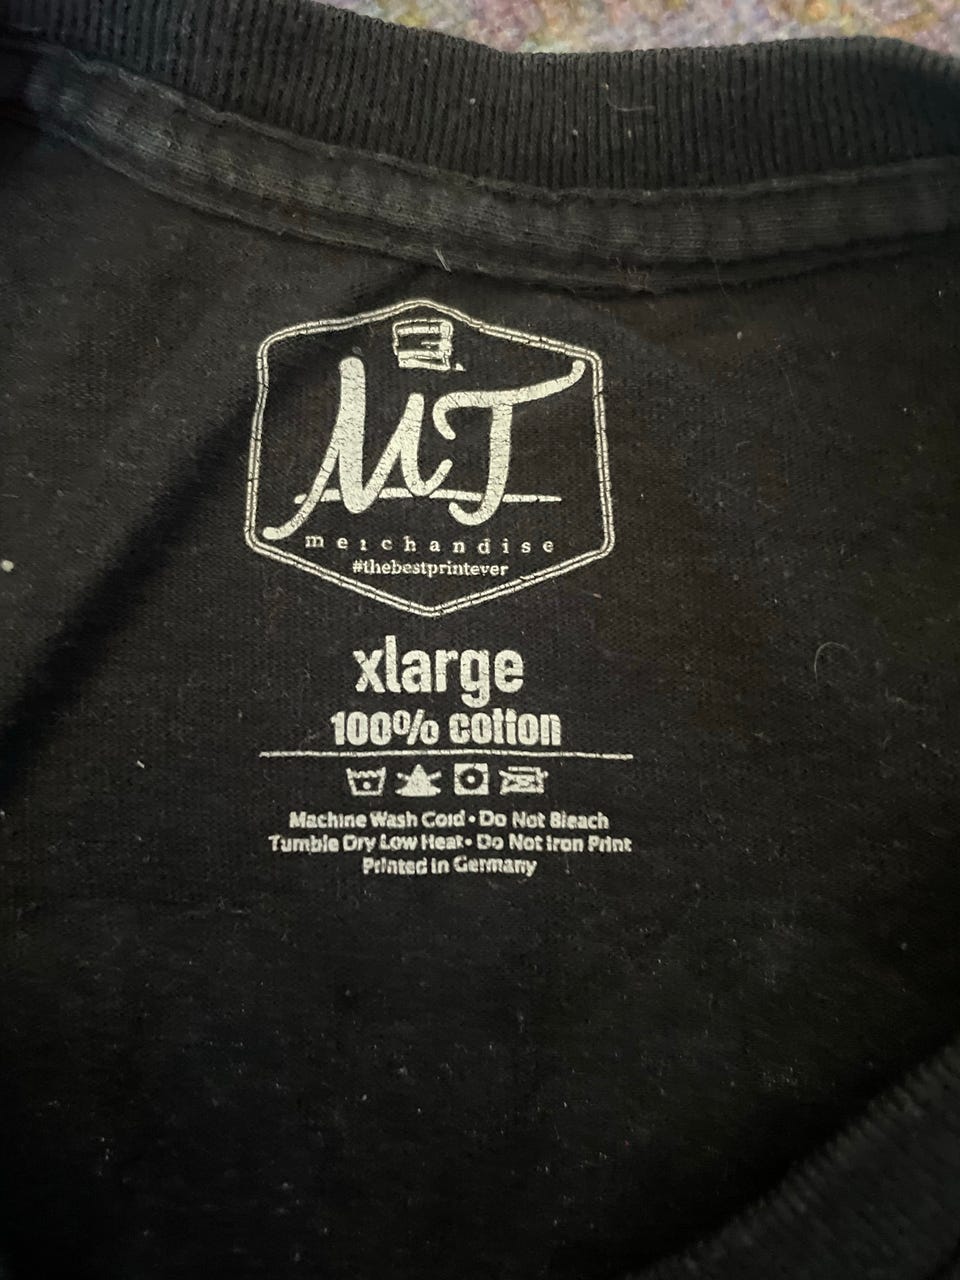 MT
merchandise
#thebestprintever
xlarge
100% cotton
Machine Wash Cold • Do Not Bleach
Tumble Dry Low Heat • Do Not Iron Print
Printed in Germany